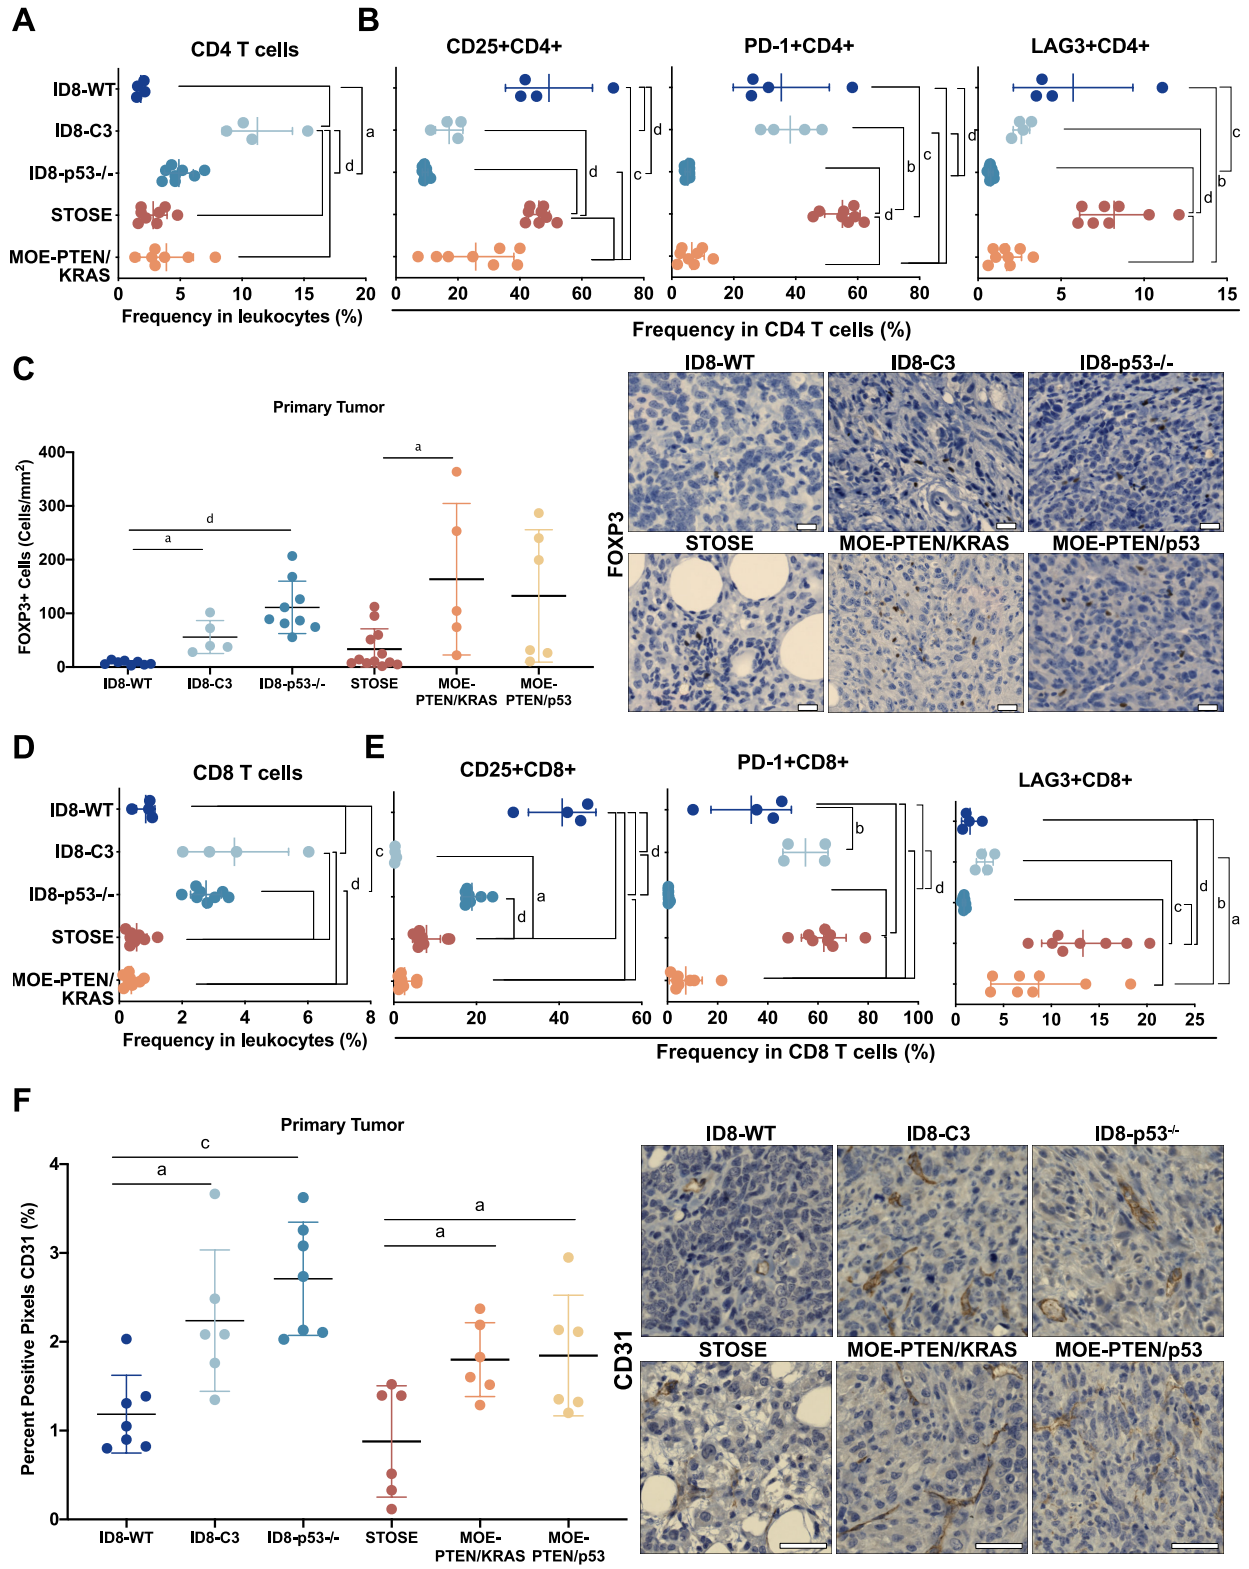 A
B
CD4 T cells
CD25+CD4+
PD-1+CD4+
LAG3+CD4+
ID8-WT
ID8-C3
ID8-p53-/-
STOSE
MOE-PTEN/
KRAS
a
d
d
d
c
d
b
c
d
c
b
d
0 5 10 15 20
0 20 40 60 80
0 20 40 60 80
0 5 10 15
Frequency in leukocytes (%)
Frequency in CD4 T cells (%)
C
Primary Tumor
FOXP3+ Cells (Cells/mm2)
400
300
200
100
0
a
d
a
ID8-WT
ID8-C3
ID8-p53-/-
STOSE
MOE-
PTEN/KRAS
MOE-
PTEN/p53
FOXP3
ID8-WT
ID8-C3
ID8-p53-/-
STOSE
MOE-PTEN/KRAS
MOE-PTEN/p53
D
E
CD8 T cells
CD25+CD8+
PD-1+CD8+
LAG3+CD8+
ID8-WT
ID8-C3
ID8-p53-/-
STOSE
MOE-PTEN/
KRAS
c
d
d
a
d
b
d
d
c
b
a
0 2 4 6 8
0 20 40 60
0 20 40 60 80 100
0 5 10 15 20 25
Frequency in leukocytes (%)
Frequency in CD8 T cells (%)
F
Primary Tumor
Percent Positive Pixels CD31 (%)
4
3
2
1
0
c
a
a
a
ID8-WT
ID8-C3
ID8-p53-/-
STOSE
MOE-
PTEN/KRAS
MOE-
PTEN/p53
CD31
ID8-WT
ID8-C3
ID8-p53-/-
STOSE
MOE-PTEN/KRAS
MOE-PTEN/p53